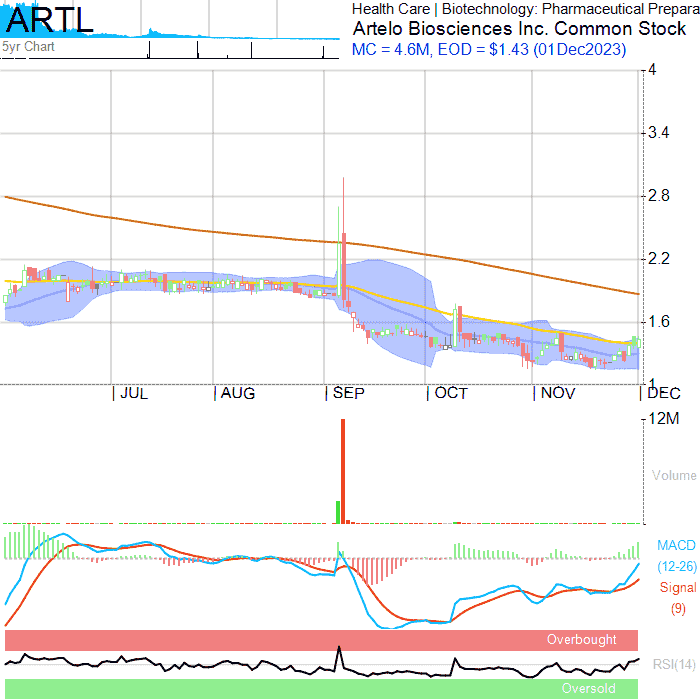 ARTL
5yr Chart
Health Care | Biotechnology: Pharmaceutical Prepara
Artelo Biosciences Inc. Common Stock
MC = 4.6M, EOD = $1.43 (01Dec2023)
4
3.4
2.8
2.2
1.6
1
JUL
AUG
SEP
OCT
NOV
DEC
12M
Volume
MACD
(12-26)
Signal
(9)
Overbought
RSI(14)
Oversold